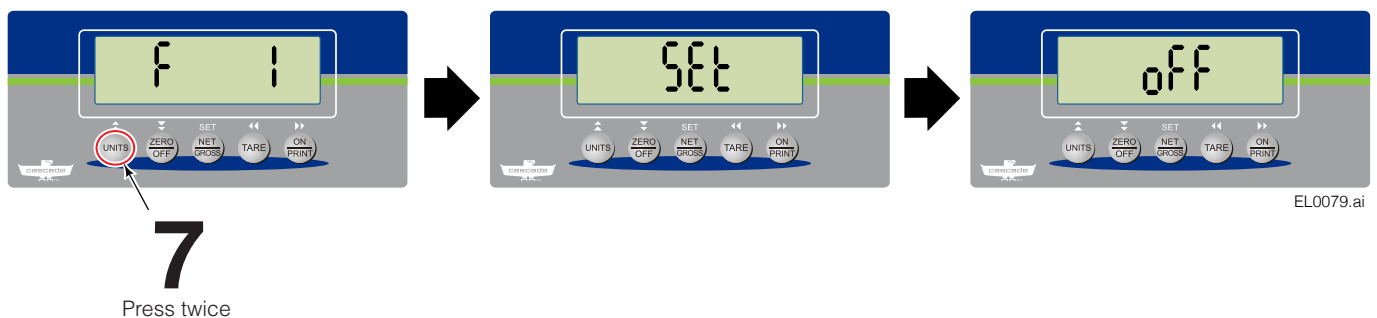 F 1
SET
UNITS
ZERO
OFF
NET
GROSS
TARE
ON
PRINT
cascade
SEt
SET
UNITS
ZERO
OFF
NET
GROSS
TARE
ON
PRINT
cascade
oFF
SET
UNITS
ZERO
OFF
NET
GROSS
TARE
ON
PRINT
cascade
EL0079.ai
7
Press twice